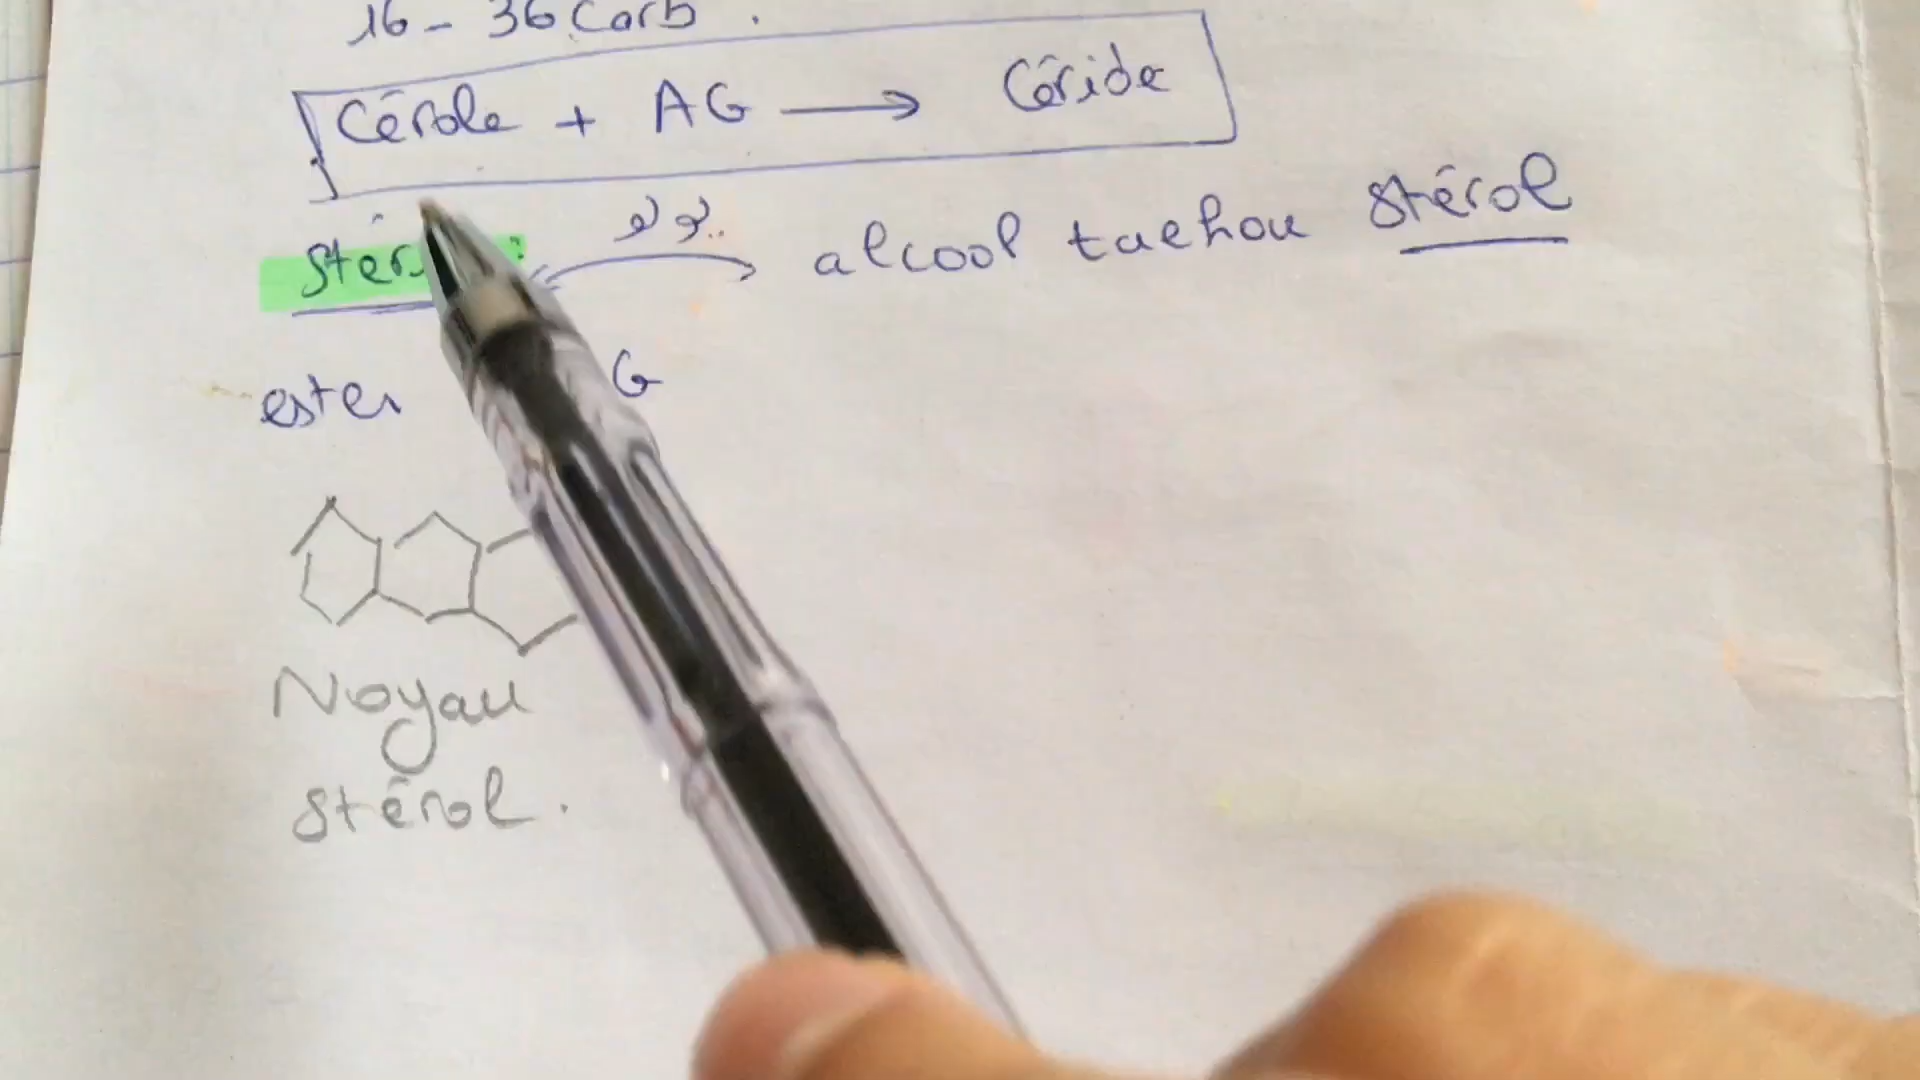 16 - 36 Carb .
Cérole + AG → Céride
alcool taehou stérol
ester G
Noyau
stérol .